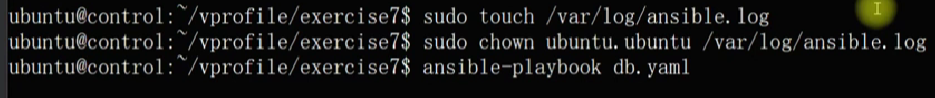 ubuntu@control:~/vprofile/exercise7$ sudo touch /var/log/ansible.log
ubuntu@control:~/vprofile/exercise7$ sudo chown ubuntu.ubuntu /var/log/ansible.log
ubuntu@control:~/vprofile/exercise7$ ansible-playbook db.yaml